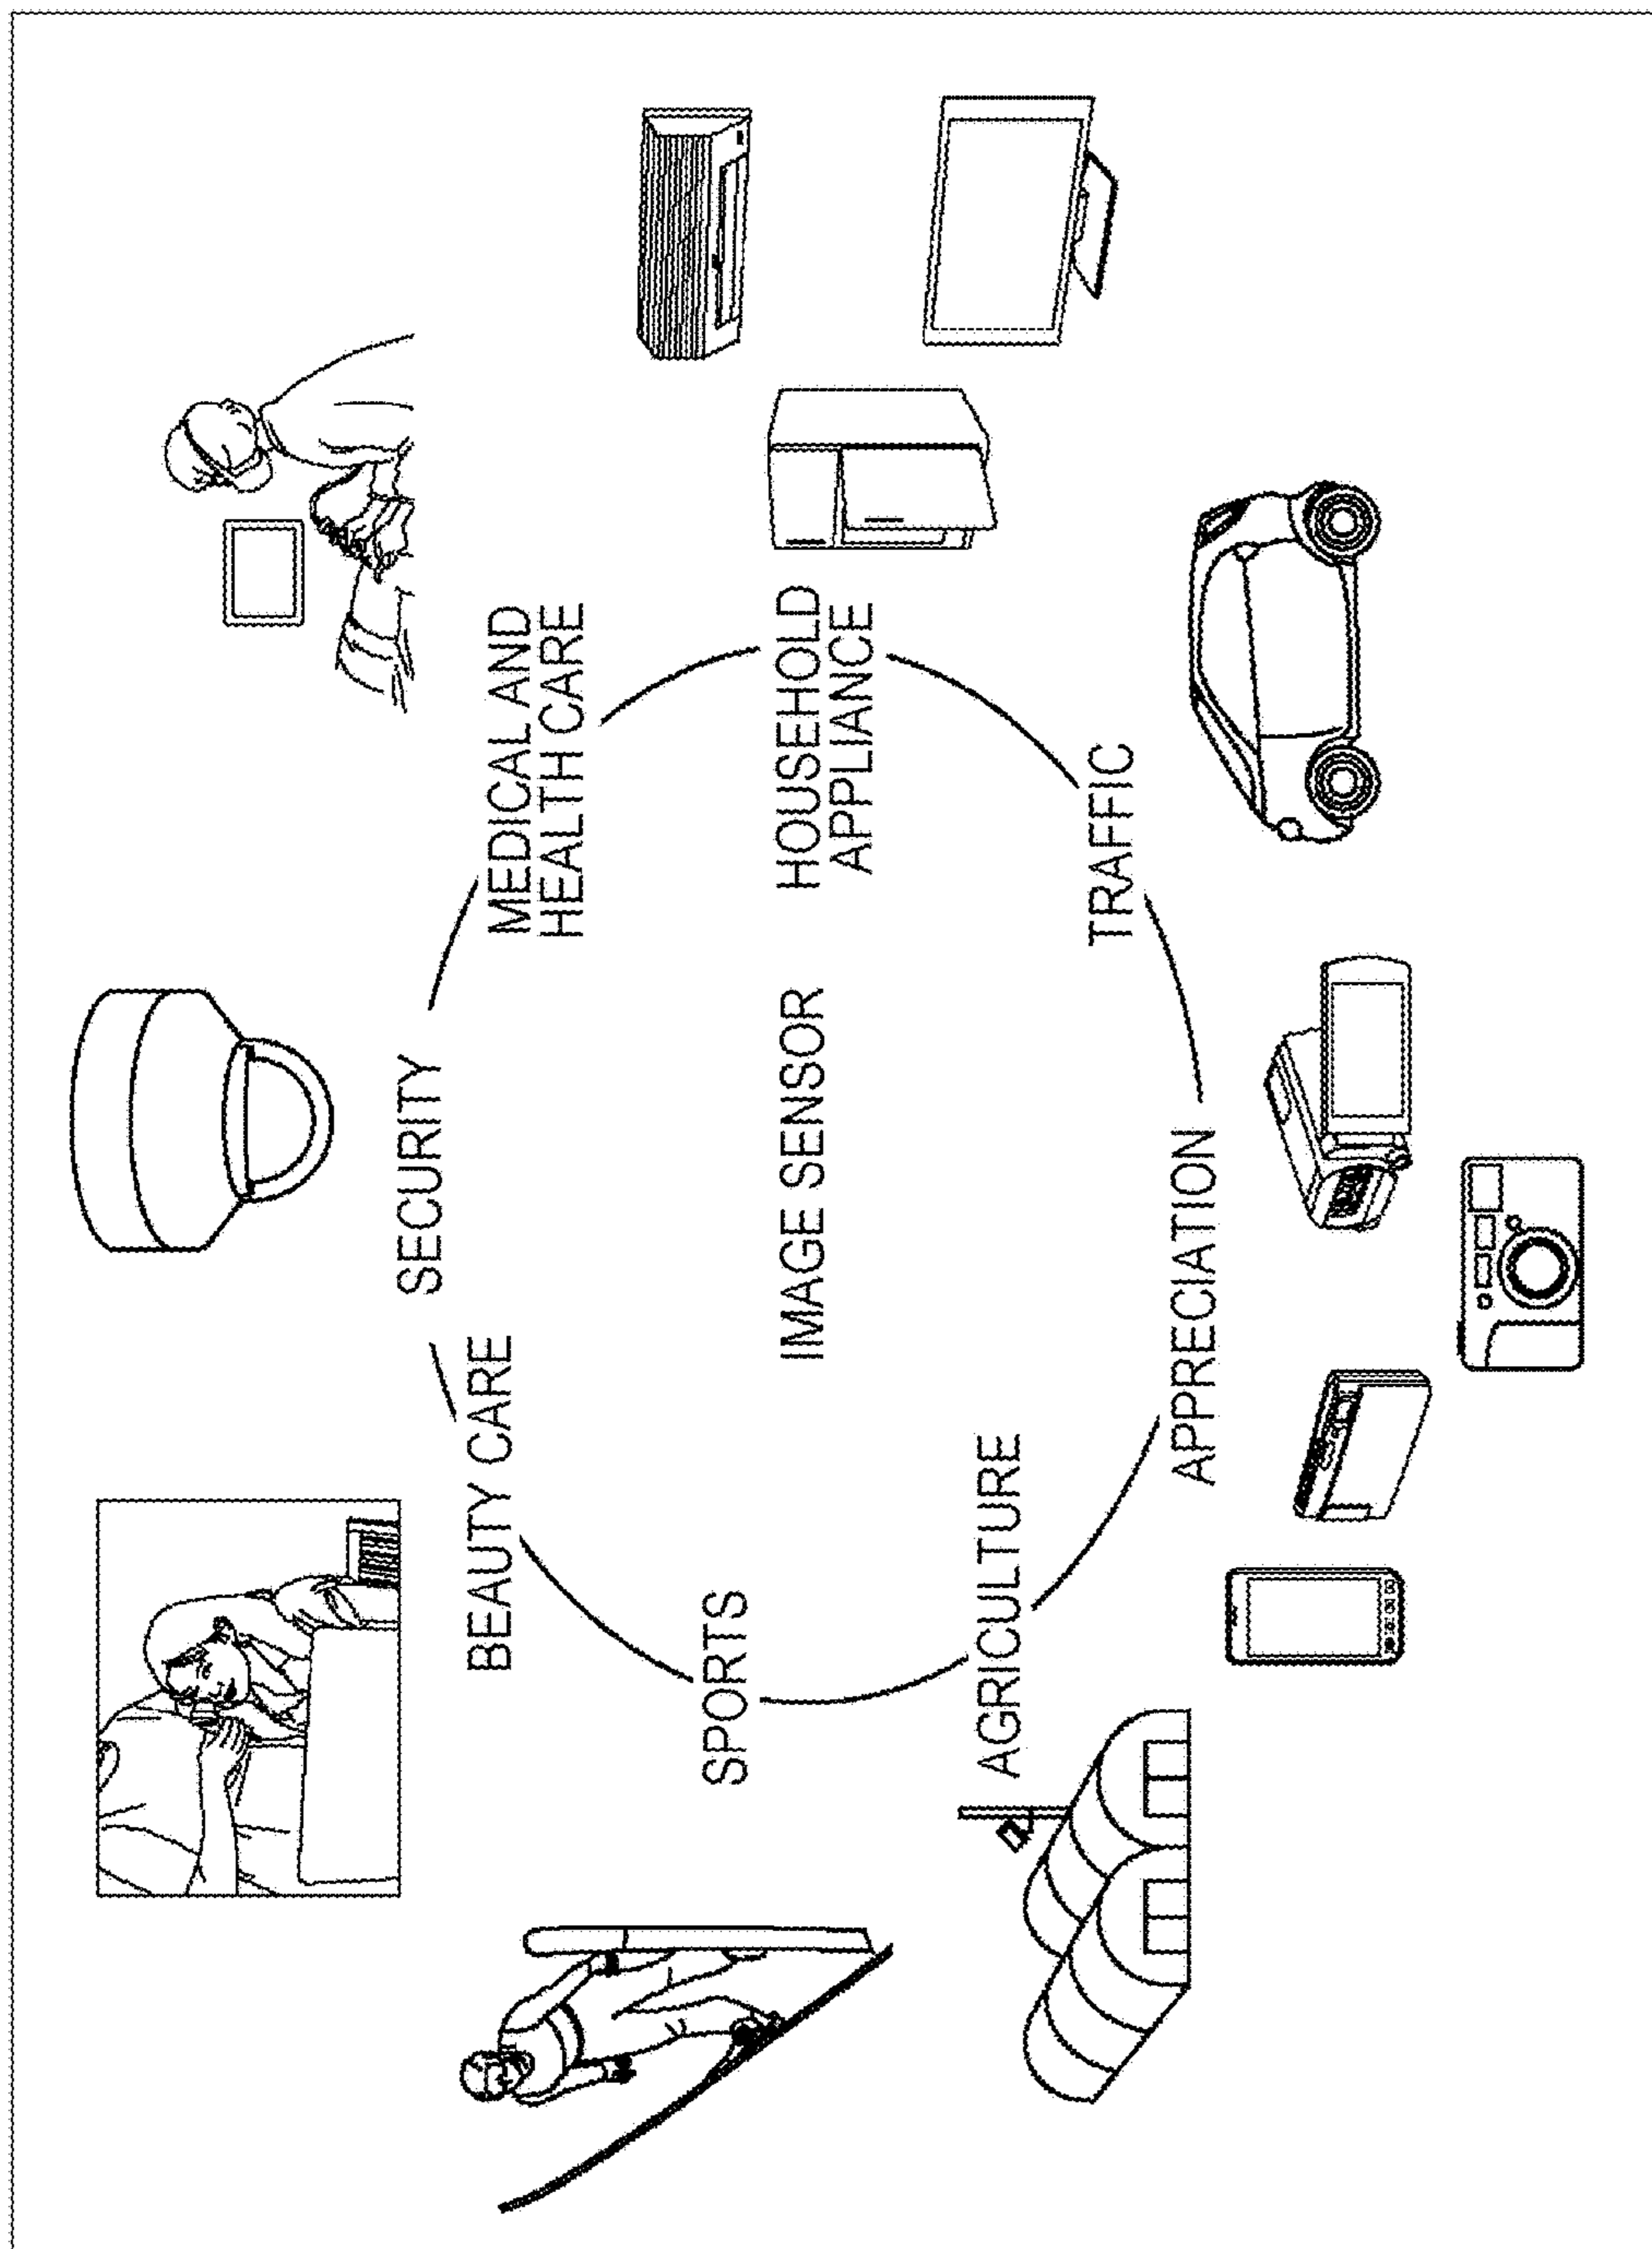 SECURITY
MEDICAL AND
HEALTH CARE
HOUSEHOLD
APPLIANCE
TRAFFIC
APPRECIATION
AGRICULTURE
SPORTS
BEAUTY CARE
IMAGE SENSOR